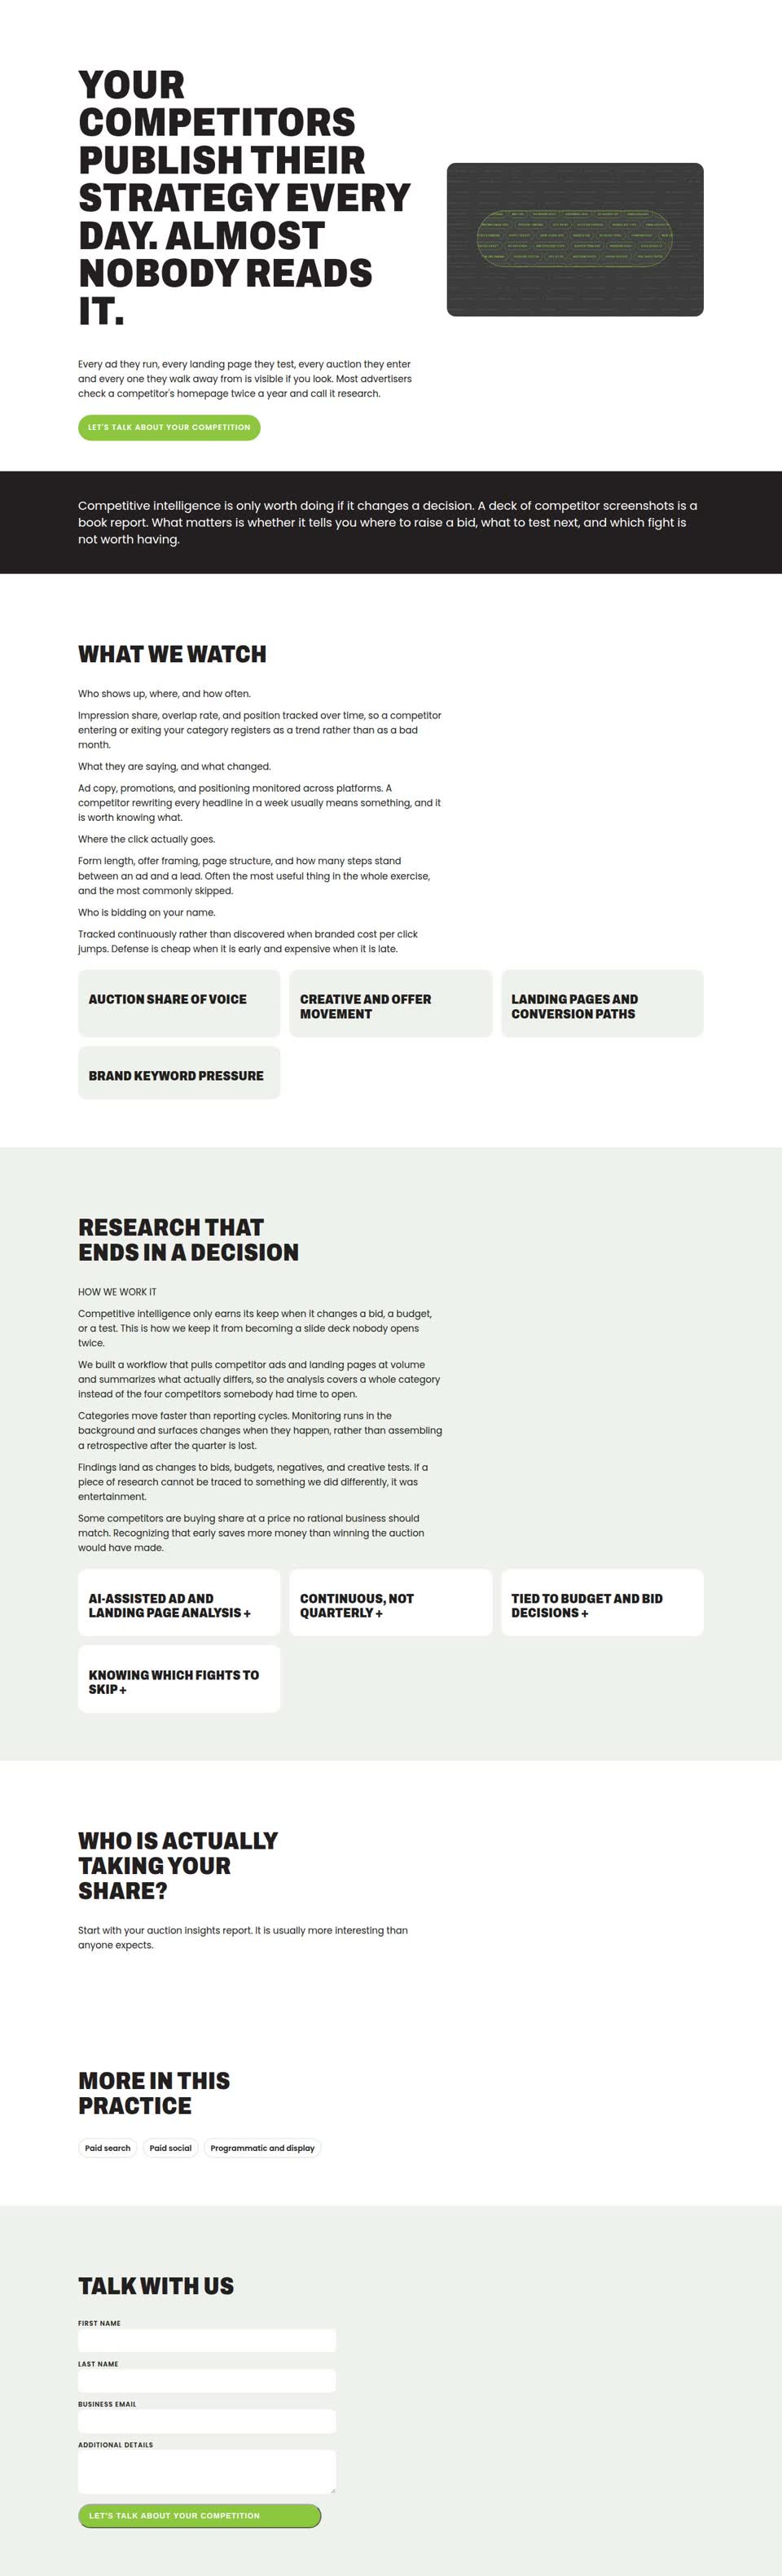 YOUR
COMPETITORS
PUBLISH THEIR
STRATEGY EVERY
DAY. ALMOST
NOBODY READS
IT.
Every ad they run, every landing page they test, every auction they enter
and every one they walk away from is visible if you look. Most advertisers
check a competitor's homepage twice a year and call it research.
LET'S TALK ABOUT YOUR COMPETITION
Competitive intelligence is only worth doing if it changes a decision. A deck of competitor screenshots is a
book report. What matters is whether it tells you where to raise a bid, what to test next, and which fight is
not worth having.
WHAT WE WATCH
Who shows up, where, and how often.
Impression share, overlap rate, and position tracked over time, so a competitor
entering or exiting your category registers as a trend rather than as a bad
month.
What they are saying, and what changed.
Ad copy, promotions, and positioning monitored across platforms. A
competitor rewriting every headline in a week usually means something, and it
is worth knowing what.
Where the click actually goes.
Form length, offer framing, page structure, and how many steps stand
between an ad and a lead. Often the most useful thing in the whole exercise,
and the most commonly skipped.
Who is bidding on your name.
Tracked continuously rather than discovered when branded cost per click
jumps. Defense is cheap when it is early and expensive when it is late.
AUCTION SHARE OF VOICE
CREATIVE AND OFFER
MOVEMENT
LANDING PAGES AND
CONVERSION PATHS
BRAND KEYWORD PRESSURE
RESEARCH THAT
ENDS IN A DECISION
HOW WE WORK IT
Competitive intelligence only earns its keep when it changes a bid, a budget,
or a test. This is how we keep it from becoming a slide deck nobody opens
twice.
We built a workflow that pulls competitor ads and landing pages at volume
and summarizes what actually differs, so the analysis covers a whole category
instead of the four competitors somebody had time to open.
Categories move faster than reporting cycles. Monitoring runs in the
background and surfaces changes when they happen, rather than assembling
a retrospective after the quarter is lost.
Findings land as changes to bids, budgets, negatives, and creative tests. If a
piece of research cannot be traced to something we did differently, it was
entertainment.
Some competitors are buying share at a price no rational business should
match. Recognizing that early saves more money than winning the auction
would have made.
AI-ASSISTED AD AND
LANDING PAGE ANALYSIS +
CONTINUOUS, NOT
QUARTERLY +
TIED TO BUDGET AND BID
DECISIONS +
KNOWING WHICH FIGHTS TO
SKIP +
WHO IS ACTUALLY
TAKING YOUR
SHARE?
Start with your auction insights report. It is usually more interesting than
anyone expects.
MORE IN THIS
PRACTICE
Paid search
Paid social
Programmatic and display
TALK WITH US
FIRST NAME
LAST NAME
BUSINESS EMAIL
ADDITIONAL DETAILS
LET'S TALK ABOUT YOUR COMPETITION